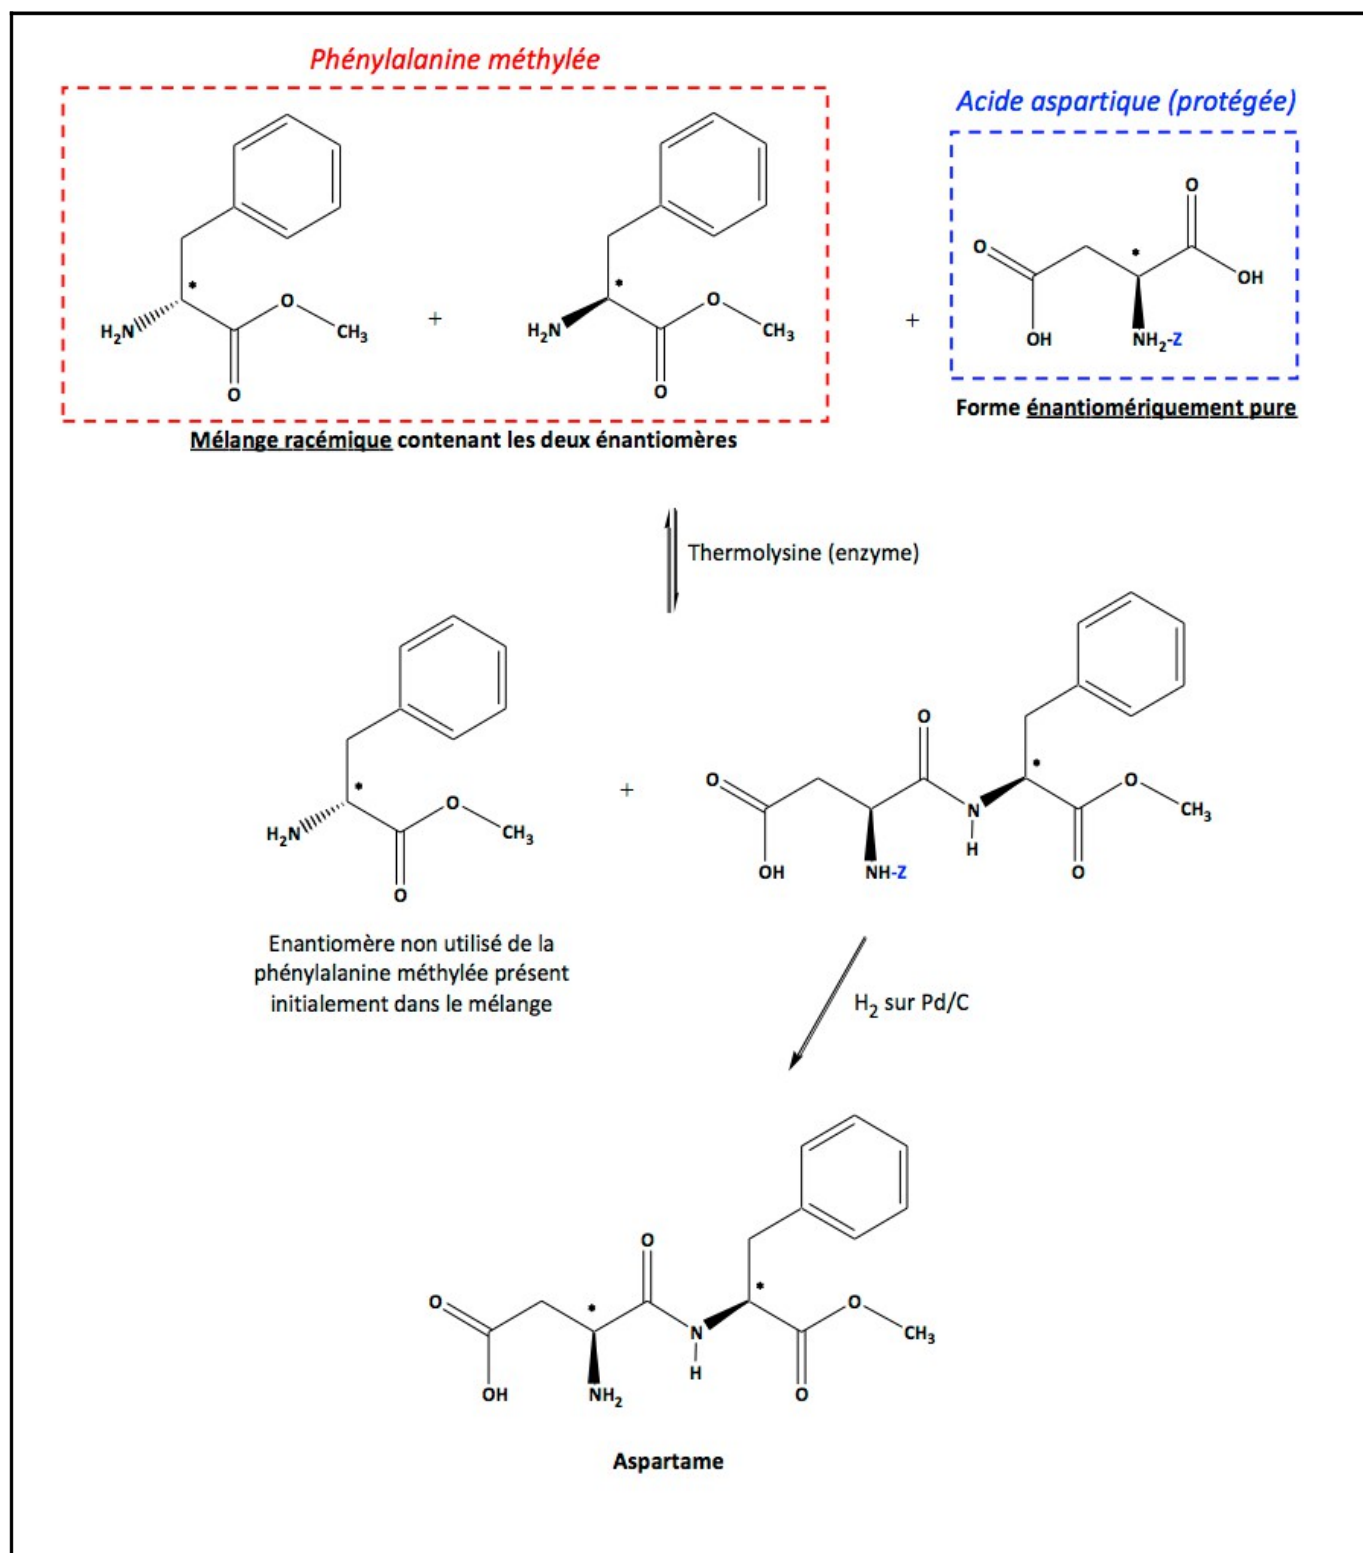 Phénylalanine méthylée
Acide aspartique (protégée)
H₂N
*
O
CH₃
O
+
H₂N
*
O
CH₃
O
+
O
O
*
OH
OH
NH₂-Z
Forme énantiomériquement pure
Mélange racémique contenant les deux énantiomères
Thermolysine (enzyme)
*
H₂N
O
CH₃
O
+
O
O
*
O
CH₃
N
H
OH
NH-Z
O
Enantiomère non utilisé de la
phénylalanine méthylée présent
initialement dans le mélange
H₂ sur Pd/C
O
O
*
*
O
CH₃
N
H
OH
NH₂
O
Aspartame